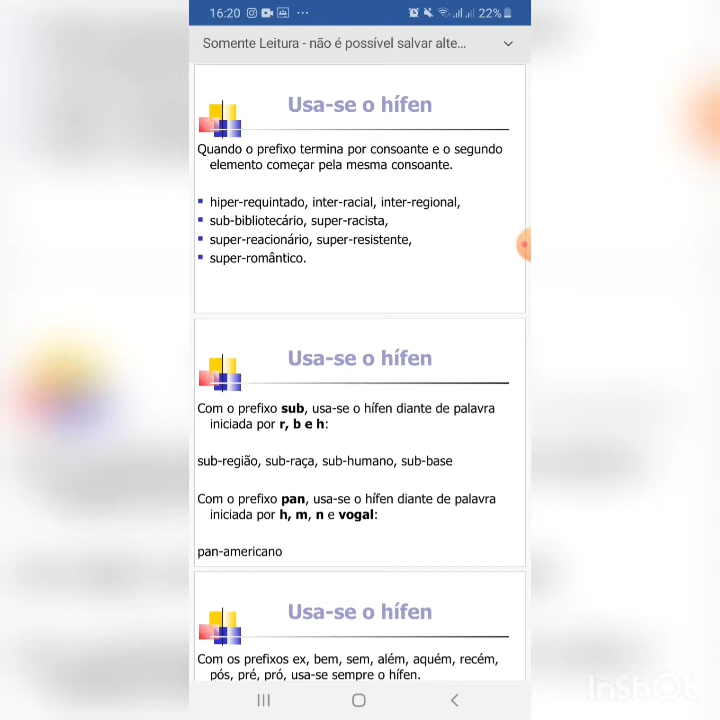 16:20
22%
Somente Leitura - não é possível salvar alte...
Usa-se o hífen
Quando o prefixo termina por consoante e o segundo
elemento começar pela mesma consoante.
hiper-requintado, inter-racial, inter-regional,
sub-bibliotecário, super-racista,
super-reacionário, super-resistente,
super-romântico.
Usa-se o hífen
Com o prefixo sub, usa-se o hífen diante de palavra
iniciada por r, b e h:
sub-região, sub-raça, sub-humano, sub-base
Com o prefixo pan, usa-se o hífen diante de palavra
iniciada por h, m, n e vogal:
pan-americano
Usa-se o hífen
Com os prefixos ex, bem, sem, além, aquém, recém,
pós, pré, pró, usa-se sempre o hífen.
InShOt